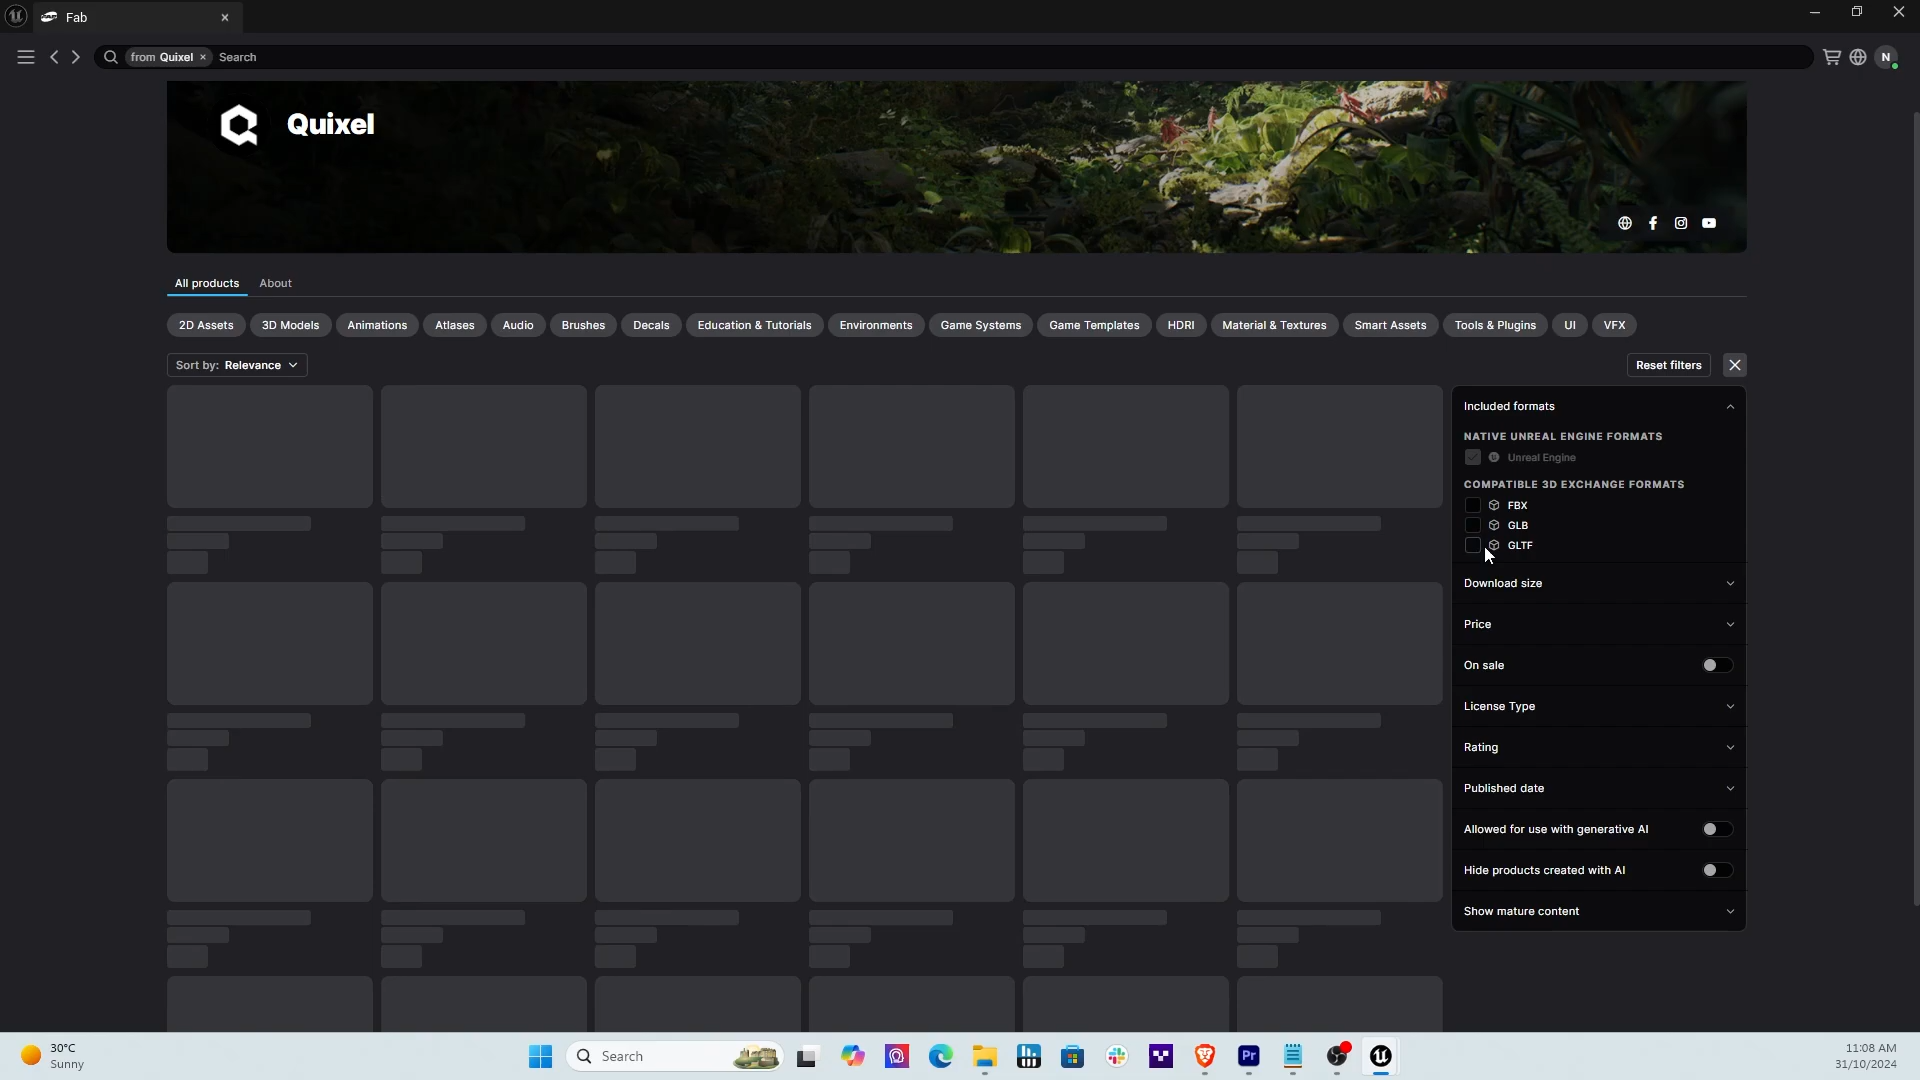 Fab
from Quixel × Search
N
Quixel
All products About
2D Assets 3D Models Animations Atlases Audio Brushes Decals Education & Tutorials Environments Game Systems Game Templates HDRI Material & Textures Smart Assets Tools & Plugins UI VFX
Sort by: Relevance
Reset filters
Included formats
NATIVE UNREAL ENGINE FORMATS
Unreal Engine
COMPATIBLE 3D EXCHANGE FORMATS
FBX
GLB
GLTF
Download size
Price
On sale
License Type
Rating
Published date
Allowed for use with generative AI
Hide products created with AI
Show mature content
30°C
Sunny
Search
Pr
11:08 AM
31/10/2024